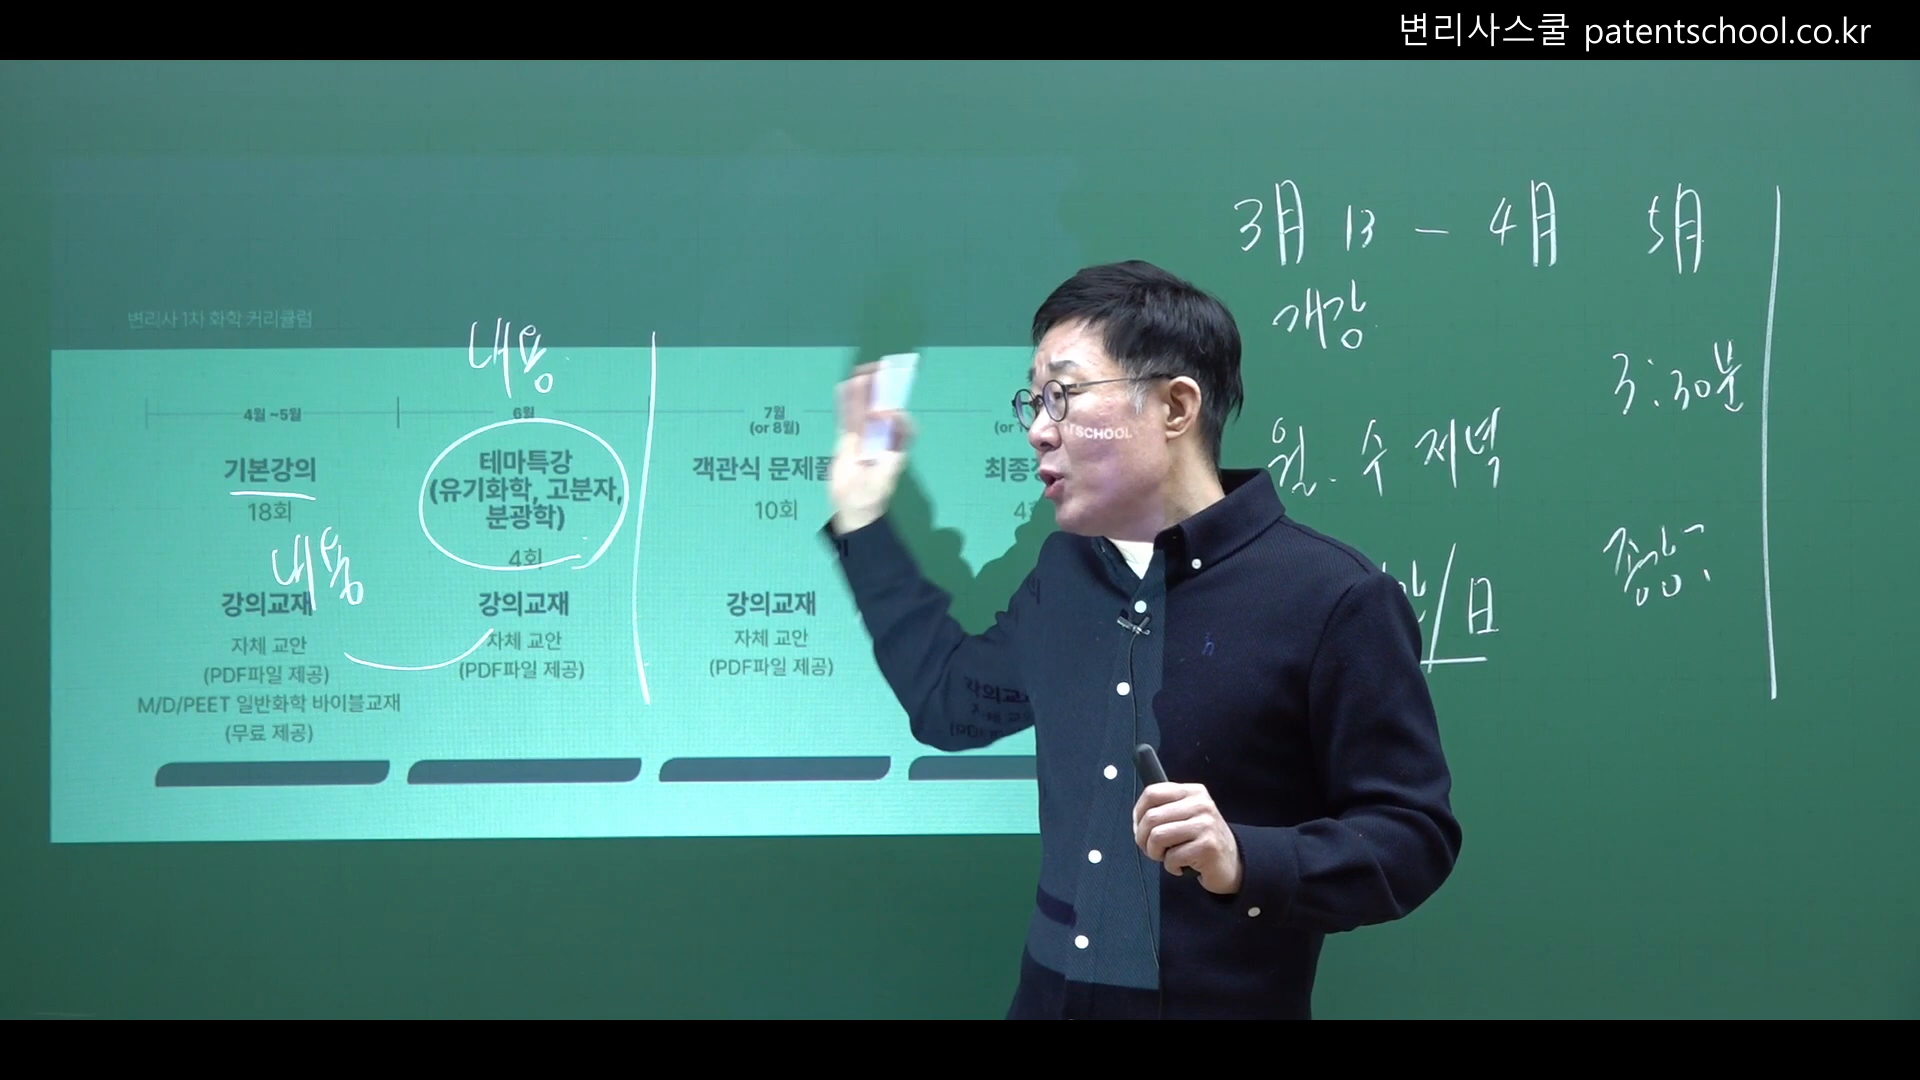 변리사스쿨 patentschool.co.kr
변리사 1차 화학 커리큘럼
내용
4월 ~5월
기본강의
18회
내용
강의교재
자체 교안
(PDF파일 제공)
M/D/PEET 일반화학 바이블교재
(무료 제공)
6월
테마특강
(유기화학, 고분자,
분광학)
4회
강의교재
자체 교안
(PDF파일 제공)
7월
(or 8월)
객관식 문제풀
10회
강의교재
자체 교안
(PDF파일 제공)
(or
최종
SCHOOL
3月 13 – 4月 5月
개강
3:30분
월. 수 저녁
종강
/日